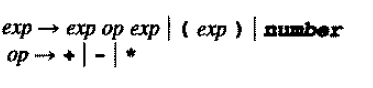 exp → exp op exp | ( exp ) | number
op → + | - | *